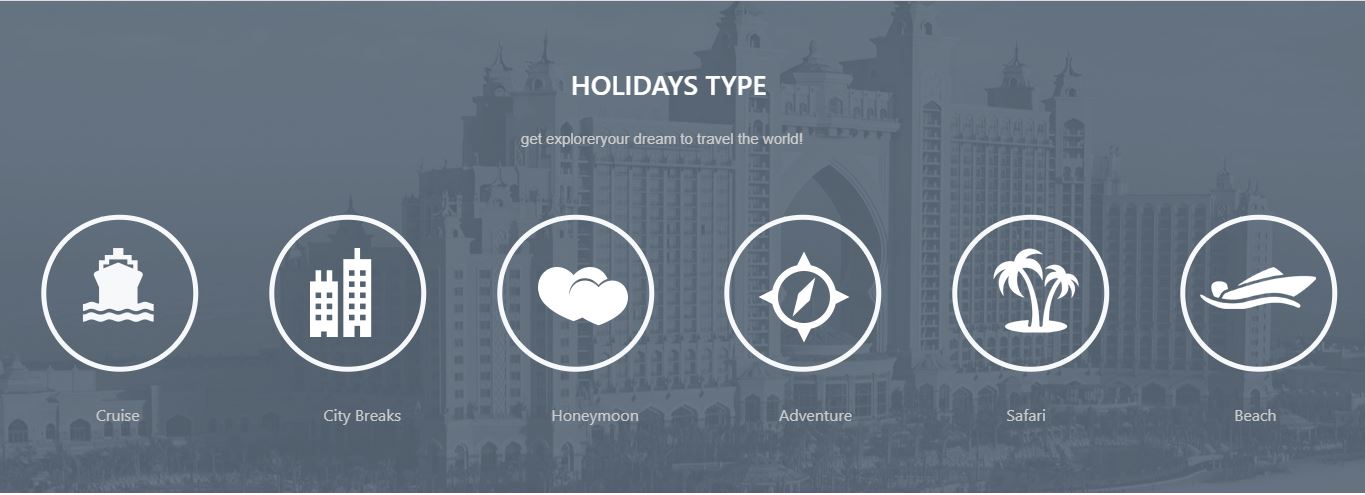 HOLIDAYS TYPE
get exploreryour dream to travel the world!
Cruise
City Breaks
Honeymoon
Adventure
Safari
Beach